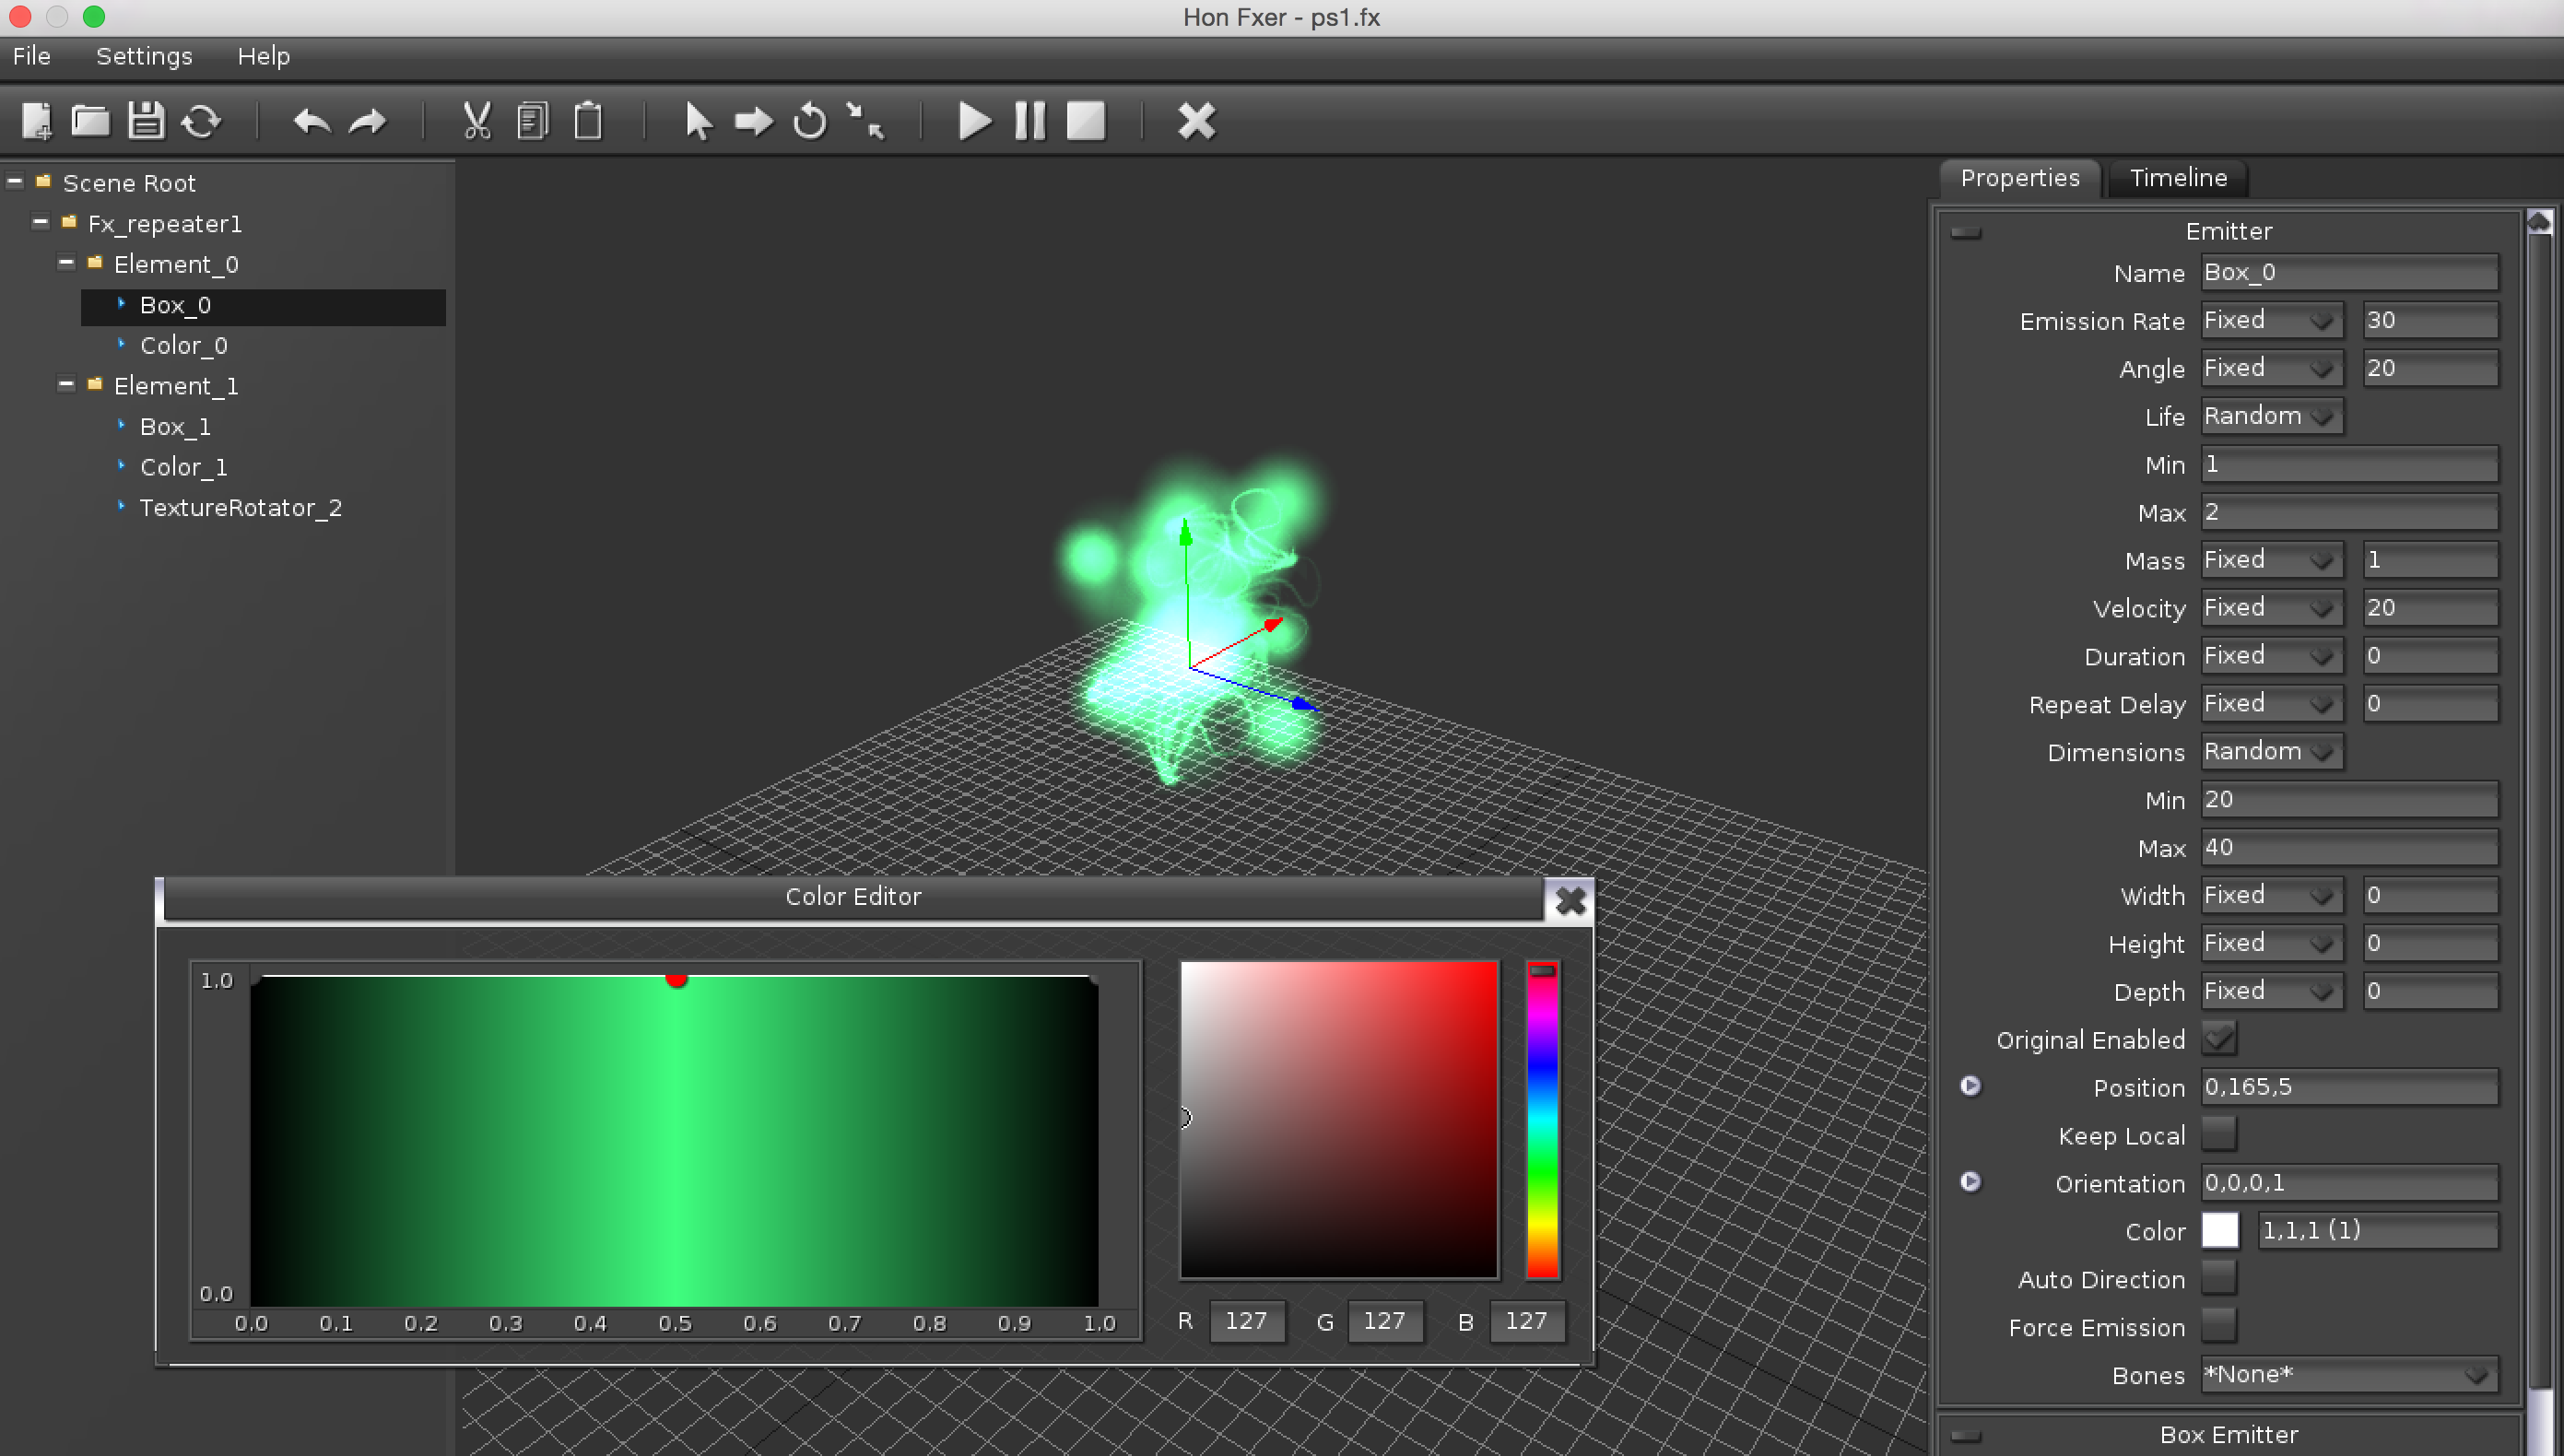 Hon Fxer - ps1.fx
File Settings Help
Scene Root
Fx_repeater1
Element_0
Box_0
Color_0
Element_1
Box_1
Color_1
TextureRotator_2
Properties Timeline
Emitter
Name Box_0
Emission Rate Fixed 30
Angle Fixed 20
Life Random
Min 1
Max 2
Mass Fixed 1
Velocity Fixed 20
Duration Fixed 0
Repeat Delay Fixed 0
Dimensions Random
Min 20
Max 40
Width Fixed 0
Height Fixed 0
Depth Fixed 0
Original Enabled
Position 0,165,5
Keep Local
Orientation 0,0,0,1
Color 1,1,1 (1)
Auto Direction
Force Emission
Bones *None*
Box Emitter
Color Editor
1.0
0.0
0.0 0.1 0.2 0.3 0.4 0.5 0.6 0.7 0.8 0.9 1.0
R 127 G 127 B 127